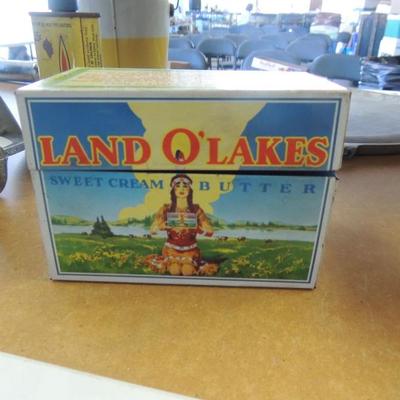 LAND O'LAKES
SWEET CREAM BUTTER